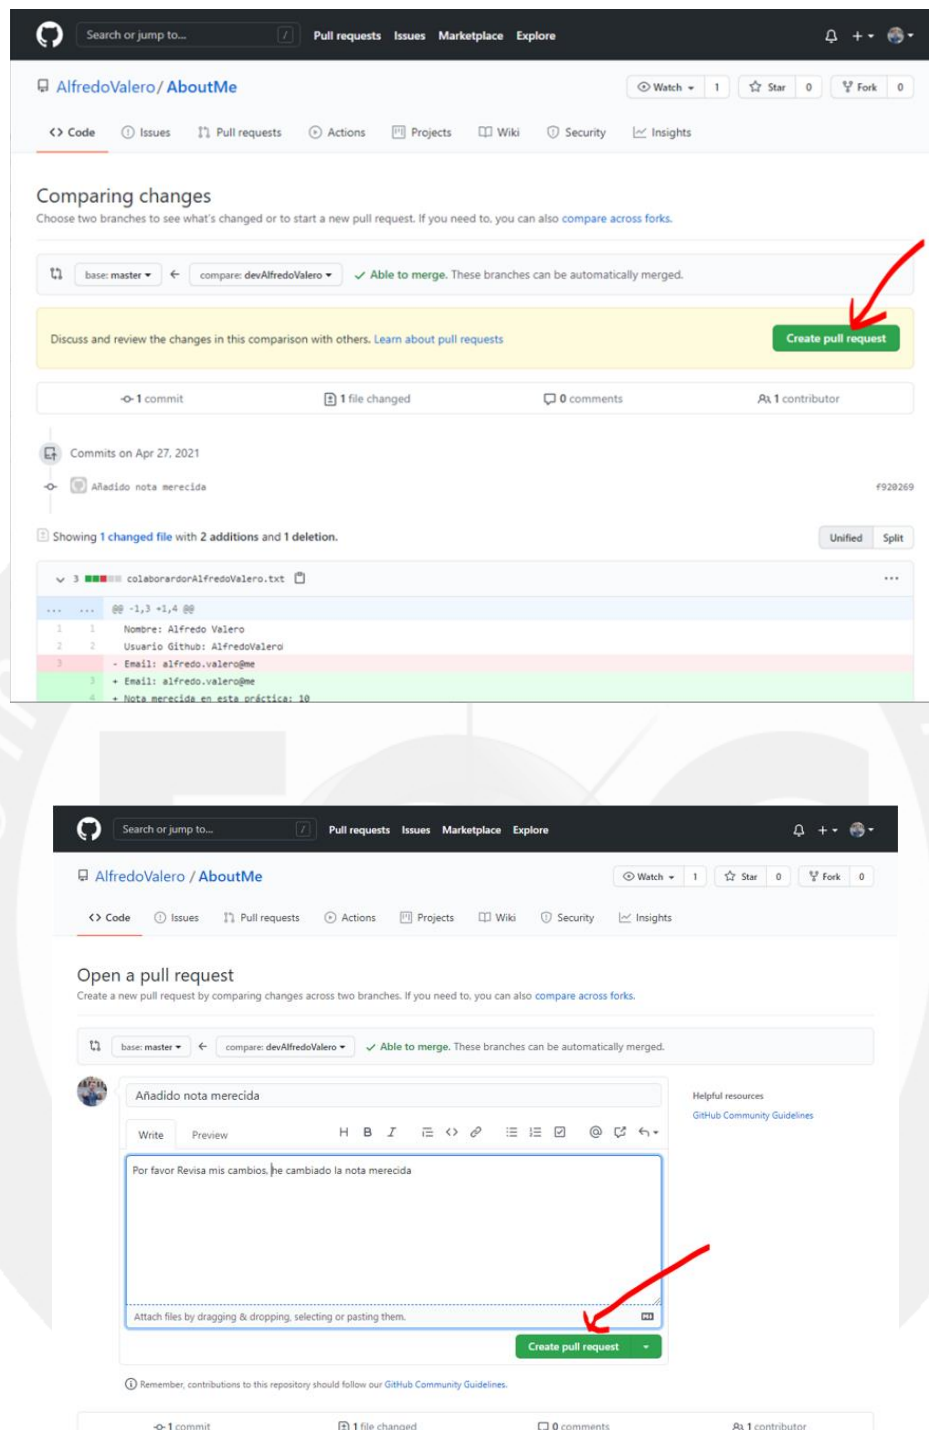 Search or jump to... / Pull requests Issues Marketplace Explore
AlfredoValero/AboutMe Watch 1 Star 0 Fork 0
<> Code Issues Pull requests Actions Projects Wiki Security Insights
Comparing changes
Choose two branches to see what's changed or to start a new pull request. If you need to, you can also compare across forks.
base: master ← compare: devAlfredoValero ✓ Able to merge. These branches can be automatically merged.
Discuss and review the changes in this comparison with others. Learn about pull requests Create pull request
1 commit 1 file changed 0 comments 1 contributor
Commits on Apr 27, 2021
Añadido nota merecida f920269
Showing 1 changed file with 2 additions and 1 deletion. Unified Split
3 colaborardorAlfredoValero.txt ...
... ... @@ -1,3 +1,4 @@
1 1 Nombre: Alfredo Valero
2 2 Usuario Github: AlfredoValero
3 - Email: alfredo.valero@me
3 + Email: alfredo.valero@me
4 + Nota merecida en esta práctica: 10
Search or jump to... / Pull requests Issues Marketplace Explore
AlfredoValero / AboutMe Watch 1 Star 0 Fork 0
<> Code Issues Pull requests Actions Projects Wiki Security Insights
Open a pull request
Create a new pull request by comparing changes across two branches. If you need to, you can also compare across forks.
base: master ← compare: devAlfredoValero ✓ Able to merge. These branches can be automatically merged.
Añadido nota merecida Helpful resources
GitHub Community Guidelines
Write Preview H B I <> @
Por favor Revisa mis cambios, he cambiado la nota merecida
Attach files by dragging & dropping, selecting or pasting them.
Create pull request
Remember, contributions to this repository should follow our GitHub Community Guidelines.
1 commit 1 file changed 0 comments 1 contributor